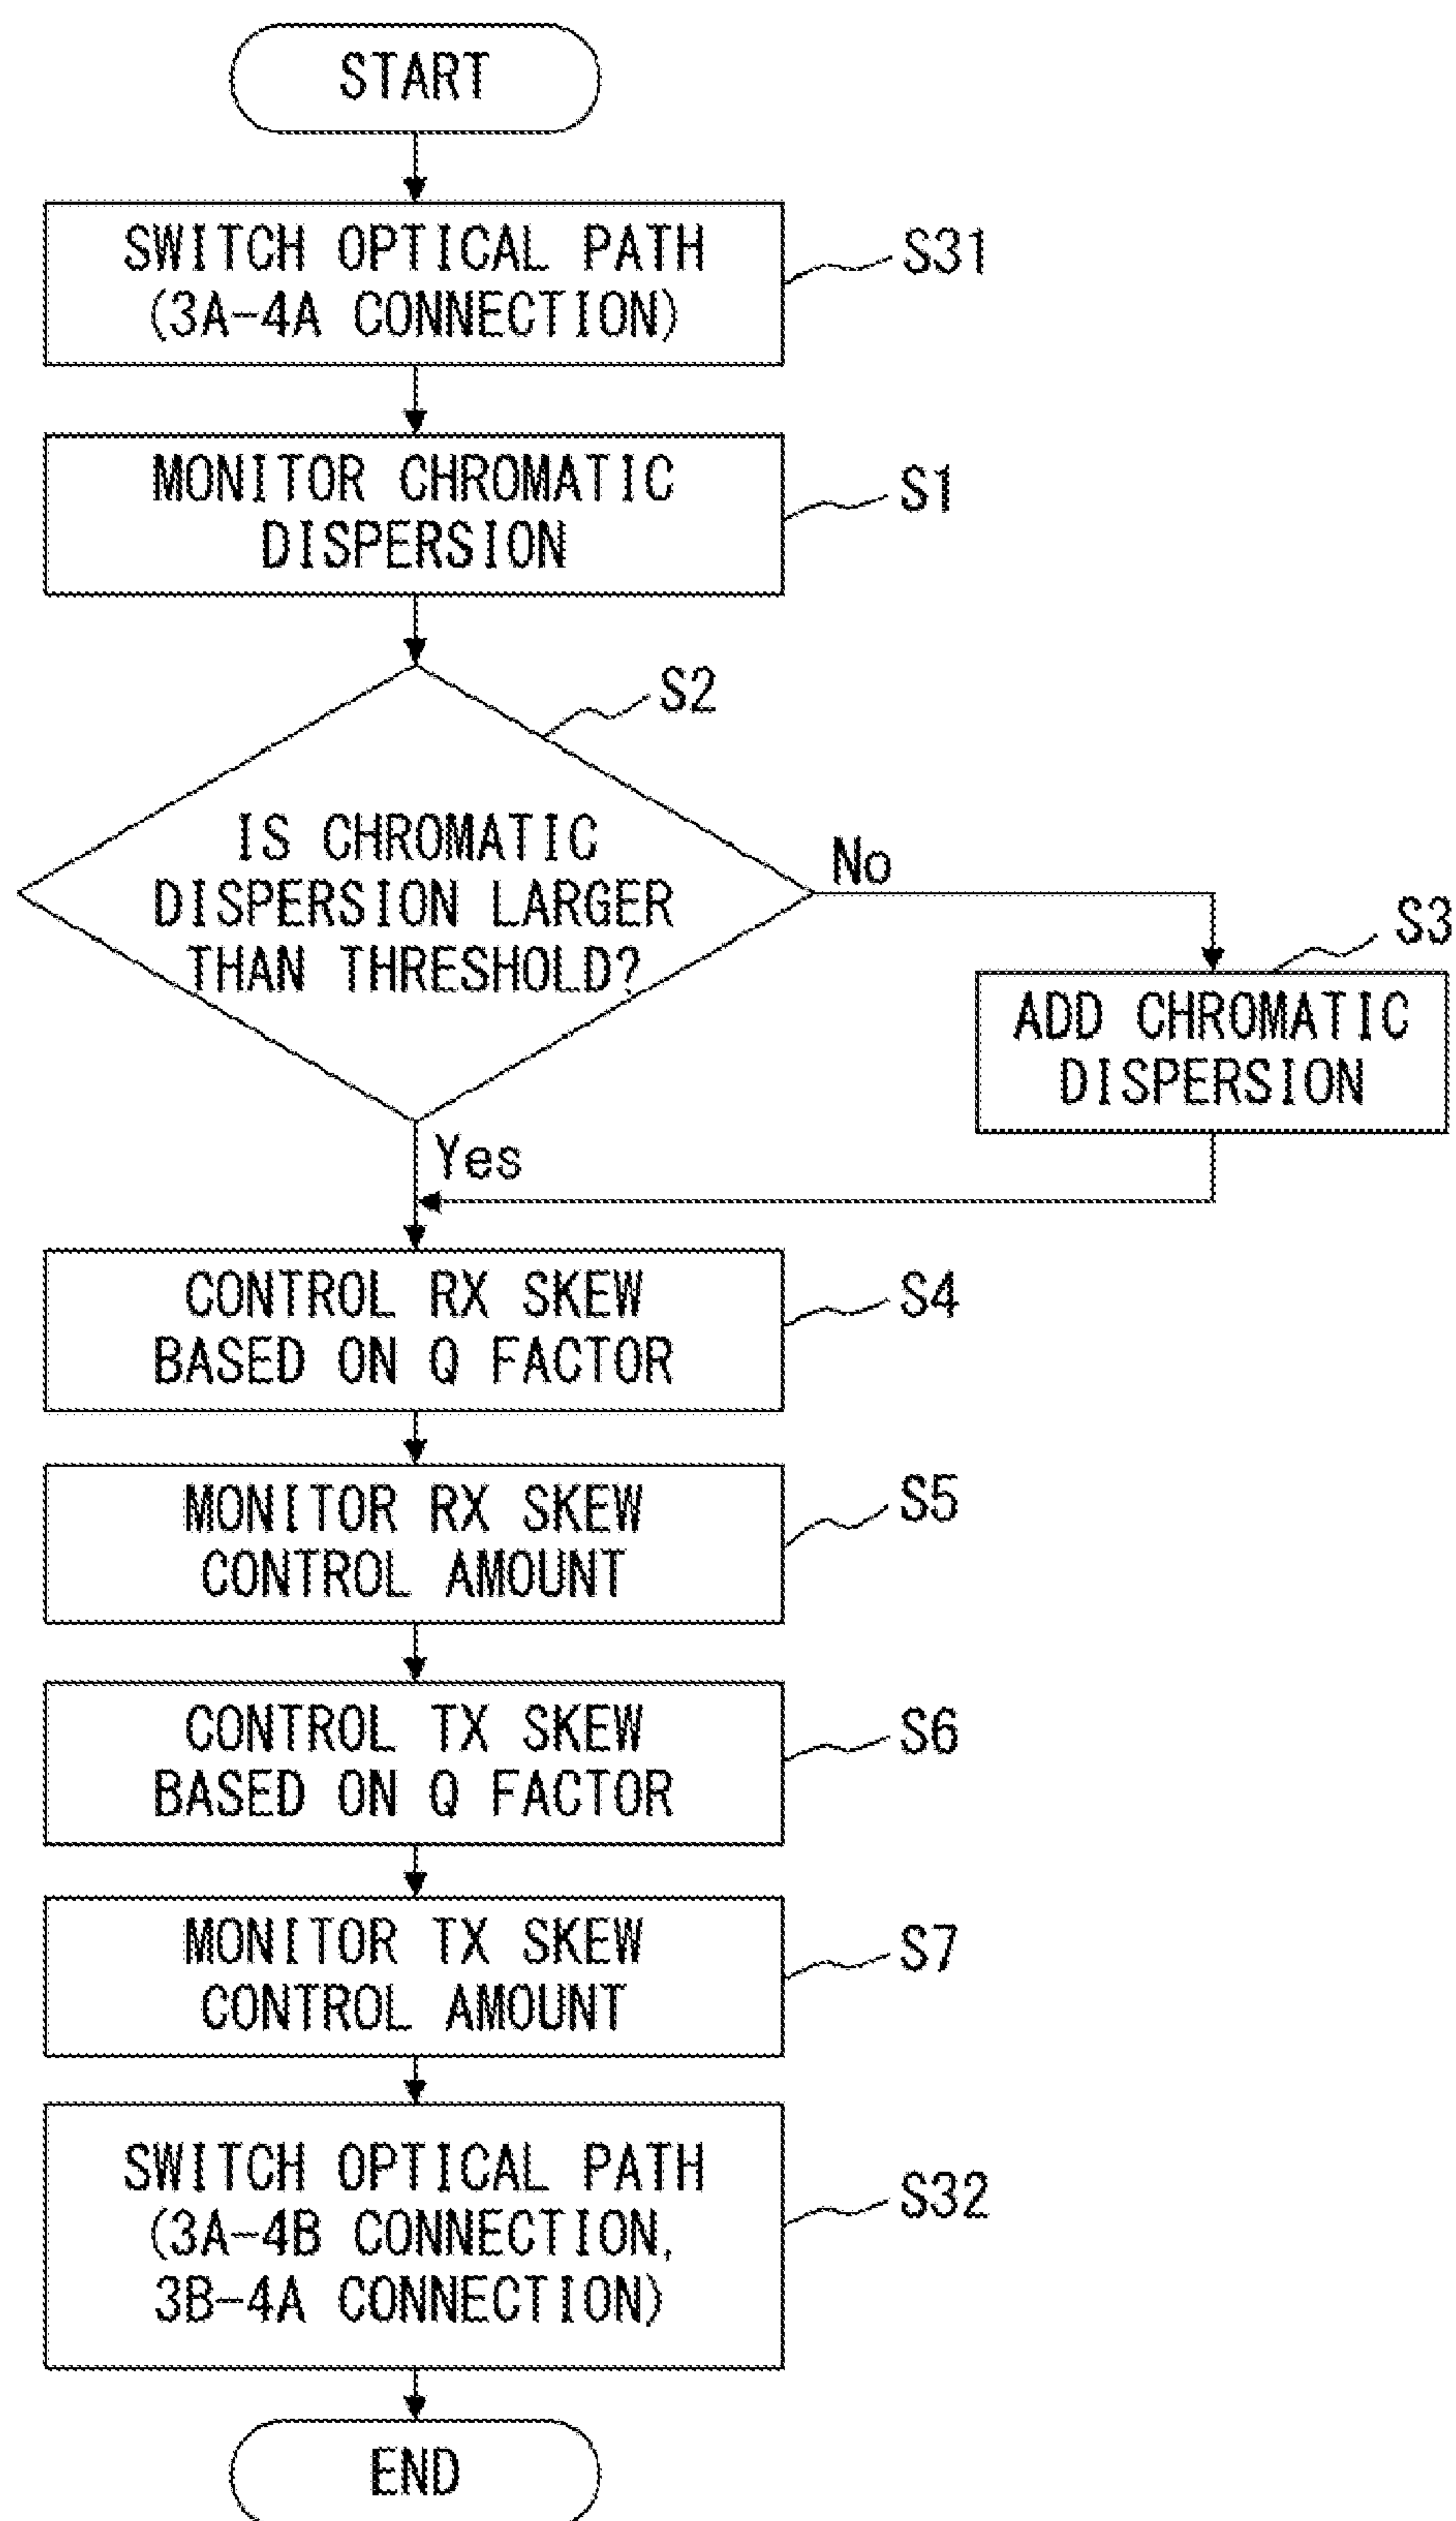 START
SWITCH OPTICAL PATH
(3A-4A CONNECTION)
S31
MONITOR CHROMATIC
DISPERSION
S1
S2
IS CHROMATIC
DISPERSION LARGER
THAN THRESHOLD?
No
S3
ADD CHROMATIC
DISPERSION
Yes
CONTROL RX SKEW
BASED ON Q FACTOR
S4
MONITOR RX SKEW
CONTROL AMOUNT
S5
CONTROL TX SKEW
BASED ON Q FACTOR
S6
MONITOR TX SKEW
CONTROL AMOUNT
S7
SWITCH OPTICAL PATH
(3A-4B CONNECTION,
3B-4A CONNECTION)
S32
END